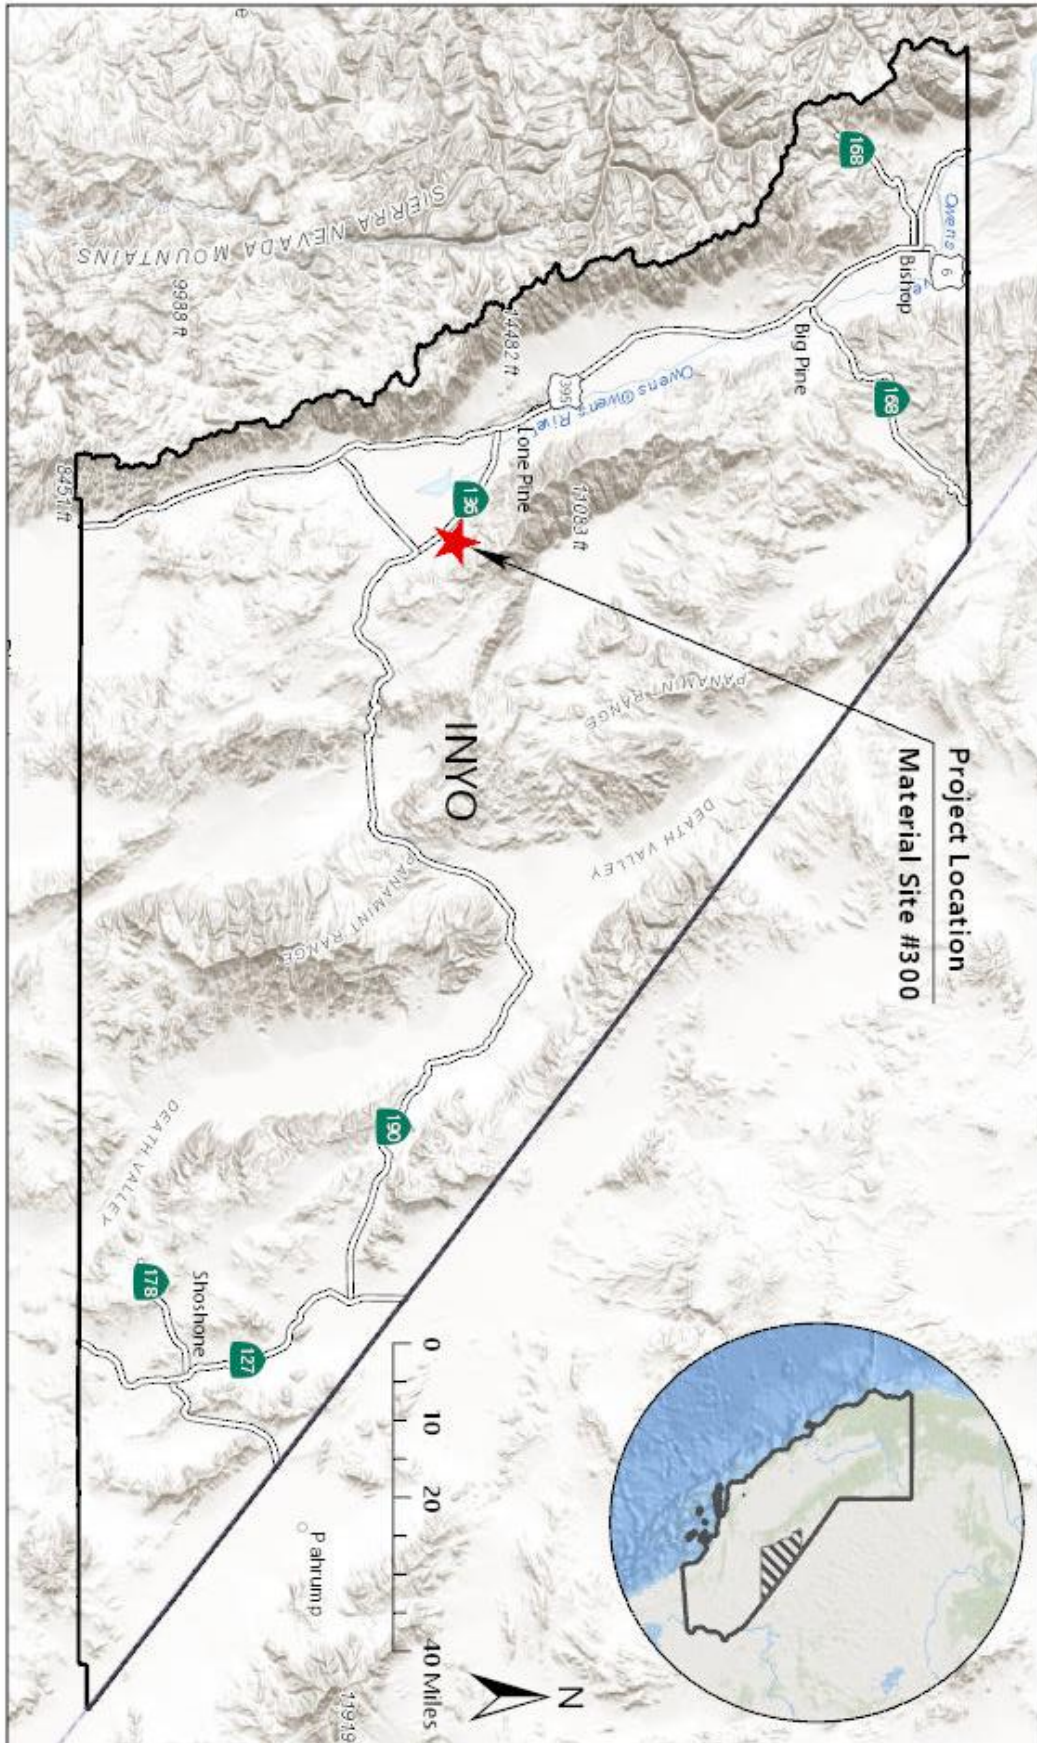 Project Location
Material Site #300
168
Owens
6
Bishop
Big Pine
168
SIERRA NEVADA MOUNTAINS
9988 ft
14482 ft
395
Owens
Owens River
Lone Pine
136
11083 ft
8451 ft
PANAMINT RANGE
INYO
DEATH VALLEY
PANAMINT RANGE
190
DEATH VALLEY
178
Shoshone
127
0 10 20 40 Miles
Pahrump
11919
N